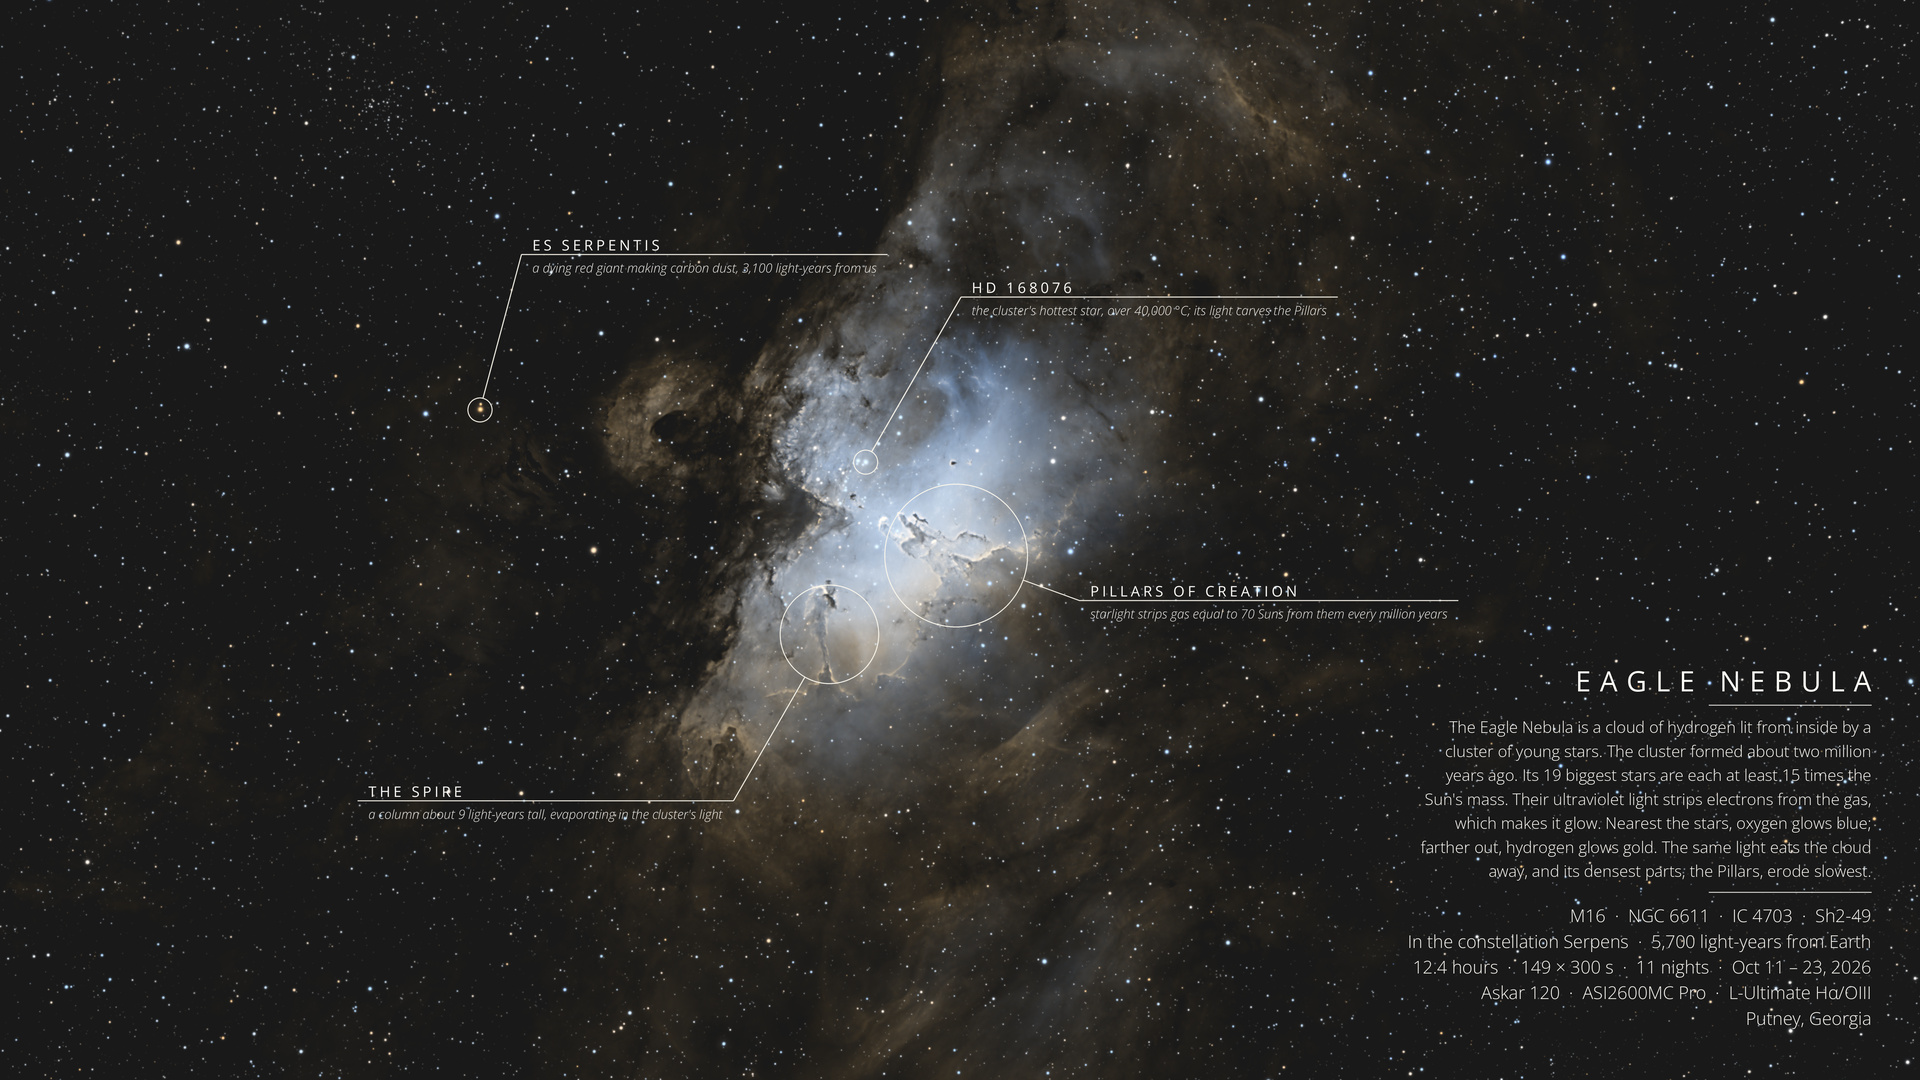 ES SERPENTIS
a dying red giant making carbon dust, 3,100 light-years from us
HD 168076
the cluster's hottest star, over 40,000 °C; its light carves the Pillars
PILLARS OF CREATION
starlight strips gas equal to 70 Suns from them every million years
THE SPIRE
a column about 9 light-years tall, evaporating in the cluster's light
EAGLE NEBULA
The Eagle Nebula is a cloud of hydrogen lit from inside by a
cluster of young stars. The cluster formed about two million
years ago. Its 19 biggest stars are each at least 15 times the
Sun's mass. Their ultraviolet light strips electrons from the gas,
which makes it glow. Nearest the stars, oxygen glows blue;
farther out, hydrogen glows gold. The same light eats the cloud
away, and its densest parts, the Pillars, erode slowest.
M16 · NGC 6611 · IC 4703 · Sh2-49
In the constellation Serpens · 5,700 light-years from Earth
12.4 hours · 149 × 300 s · 11 nights · Oct 11 – 23, 2026
Askar 120 · ASI2600MC Pro · L-Ultimate Hα/OIII
Putney, Georgia